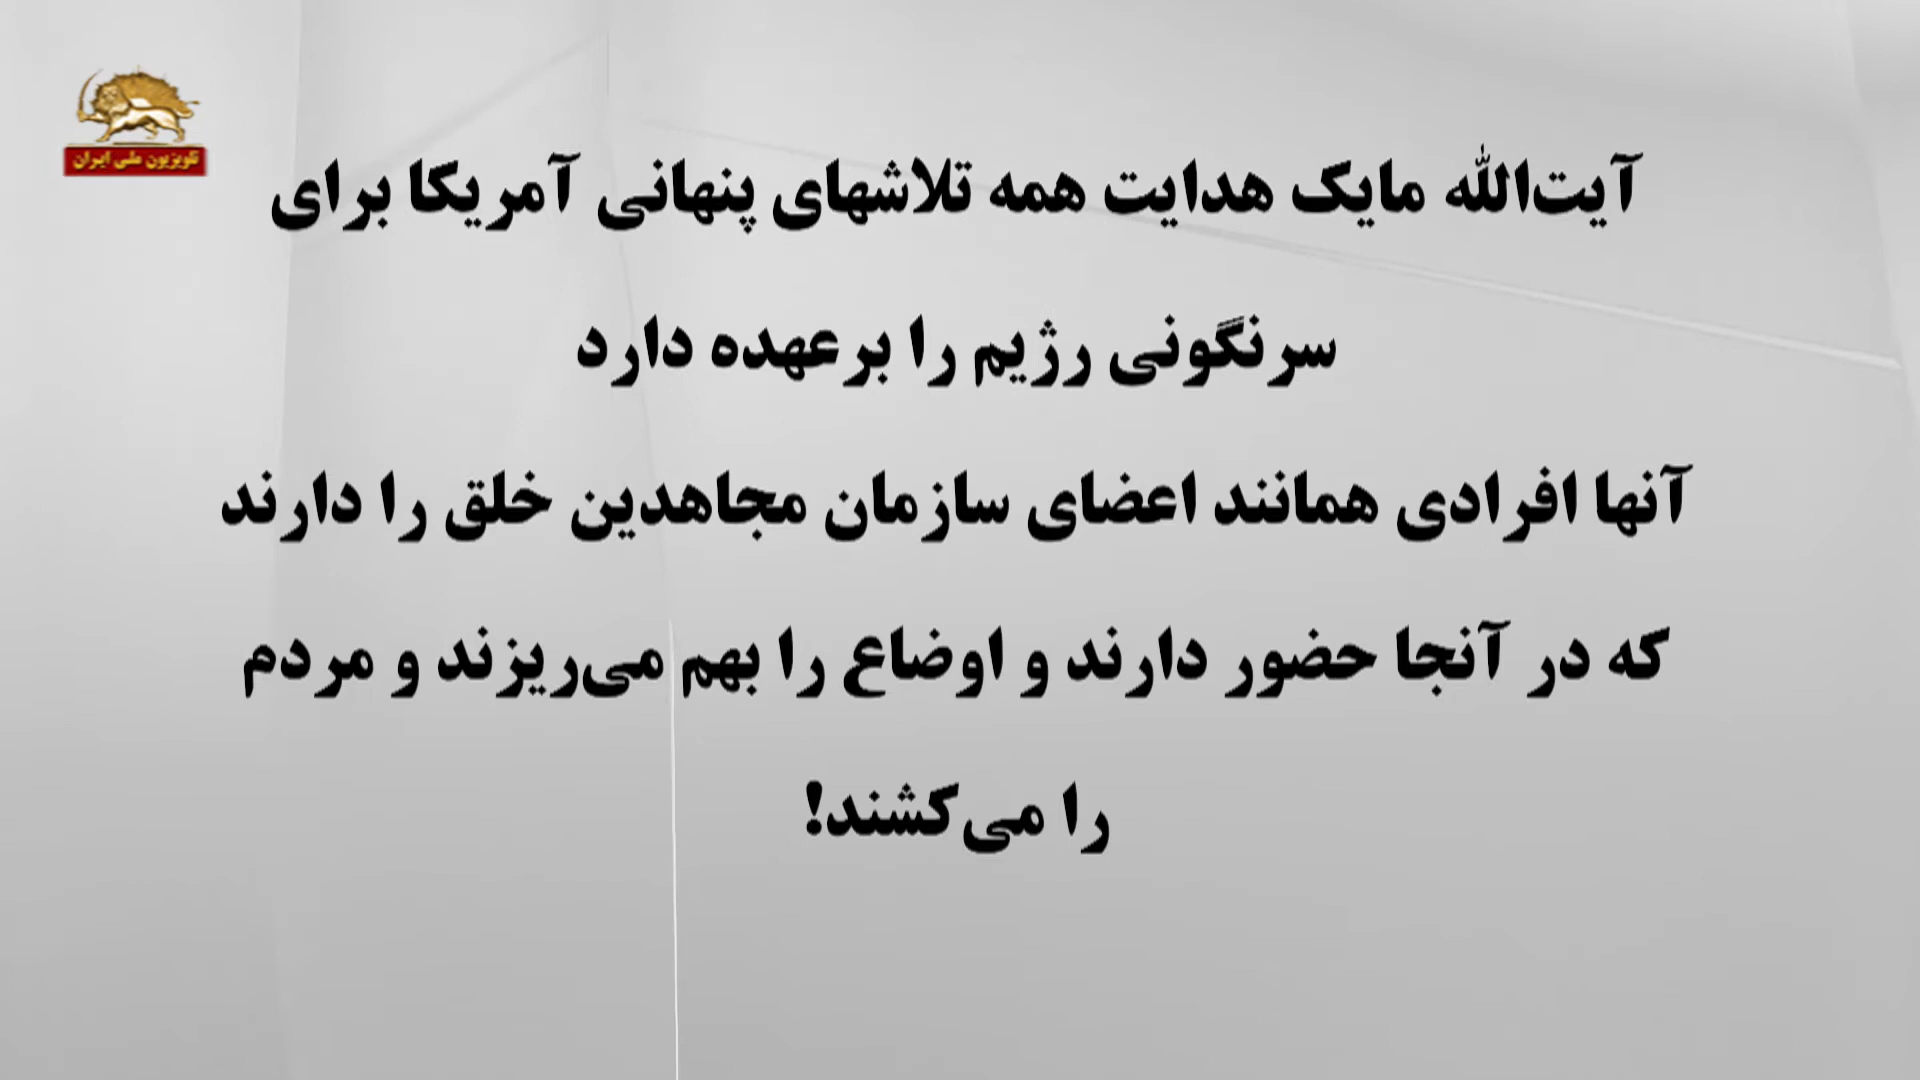 تلویزیون ملی ایران
آیت‌الله مایک هدایت همه تلاشهای پنهانی آمریکا برای
سرنگونی رژیم را برعهده دارد
آنها افرادی همانند اعضای سازمان مجاهدین خلق را دارند
که در آنجا حضور دارند و اوضاع را بهم می‌ریزند و مردم
را می‌کشند!